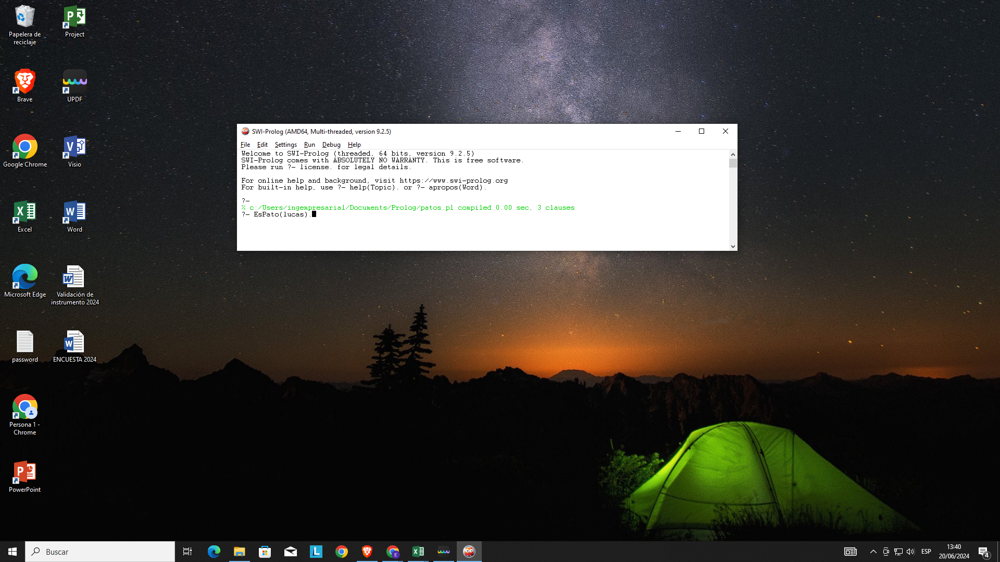 Papelera de
reciclaje
Project
Brave
UPDF
Google Chrome
Visio
Excel
Word
Microsoft Edge
Validación de
instrumento 2024
password
ENCUESTA 2024
Persona 1 -
Chrome
PowerPoint
SWI-Prolog (AMD64, Multi-threaded, version 9.2.5)
File Edit Settings Run Debug Help
Welcome to SWI-Prolog (threaded, 64 bits, version 9.2.5)
SWI-Prolog comes with ABSOLUTELY NO WARRANTY. This is free software.
Please run ?- license. for legal details.
For online help and background, visit https://www.swi-prolog.org
For built-in help, use ?- help(Topic). or ?- apropos(Word).
?-
% c:/Users/ingempresarial/Documents/Prolog/patos.pl compiled 0.00 sec, 3 clauses
?- EsPato(lucas).
Buscar
ESP
13:40
20/06/2024
4